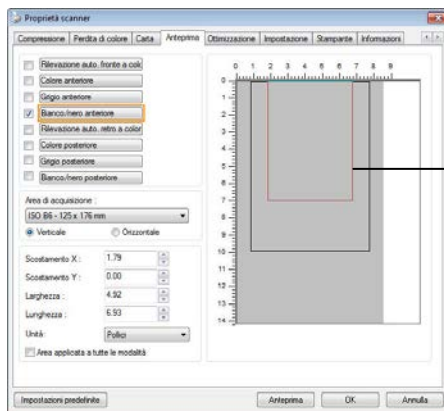 Proprietà scanner
Compressione Perdita di colore Carta Anteprima Ottimizzazione Impostazione Stampante Informazioni
Rilevazione auto. fronte a col
Colore anteriore
Grigio anteriore
Bianco/nero anteriore
Rilevazione auto. retro a color
Colore posteriore
Grigio posteriore
Bianco/nero posteriore
Area di acquisizione :
ISO B6 - 125 x 176 mm
Verticale Orizzontale
Scostamento X : 1.79
Scostamento Y : 0.00
Larghezza : 4.92
Lunghezza : 6.93
Unità: Pollici
Area applicata a tutte le modalità
0 1 2 3 4 5 6 7 8 9
0
1
2
3
4
5
6
7
8
9
10
11
12
13
14
Impostazioni predefinite Anteprima OK Annulla